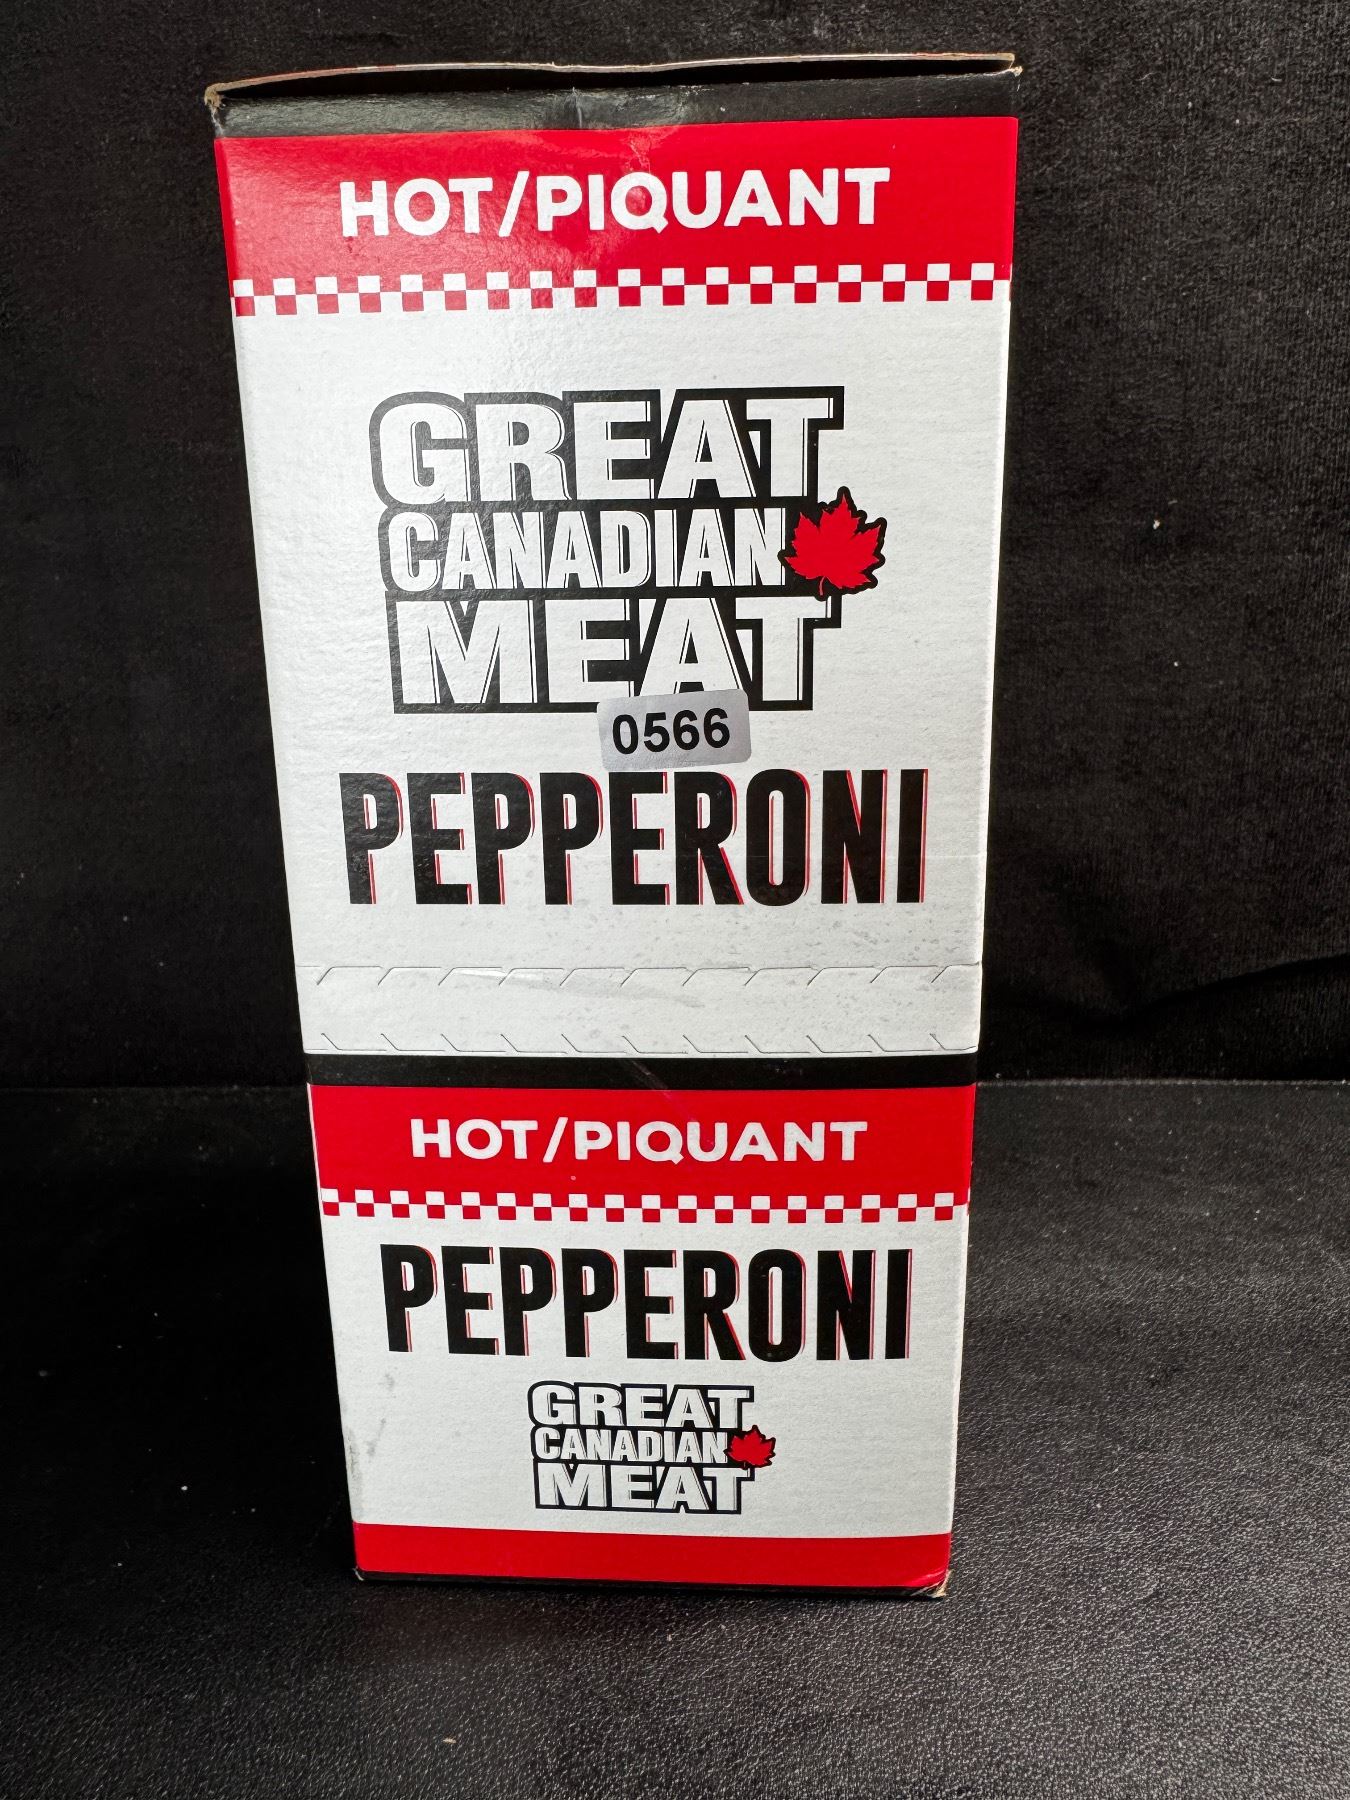 HOT/PIQUANT
GREAT
CANADIAN
MEAT
0566
PEPPERONI
HOT/PIQUANT
PEPPERONI
GREAT
CANADIAN
MEAT